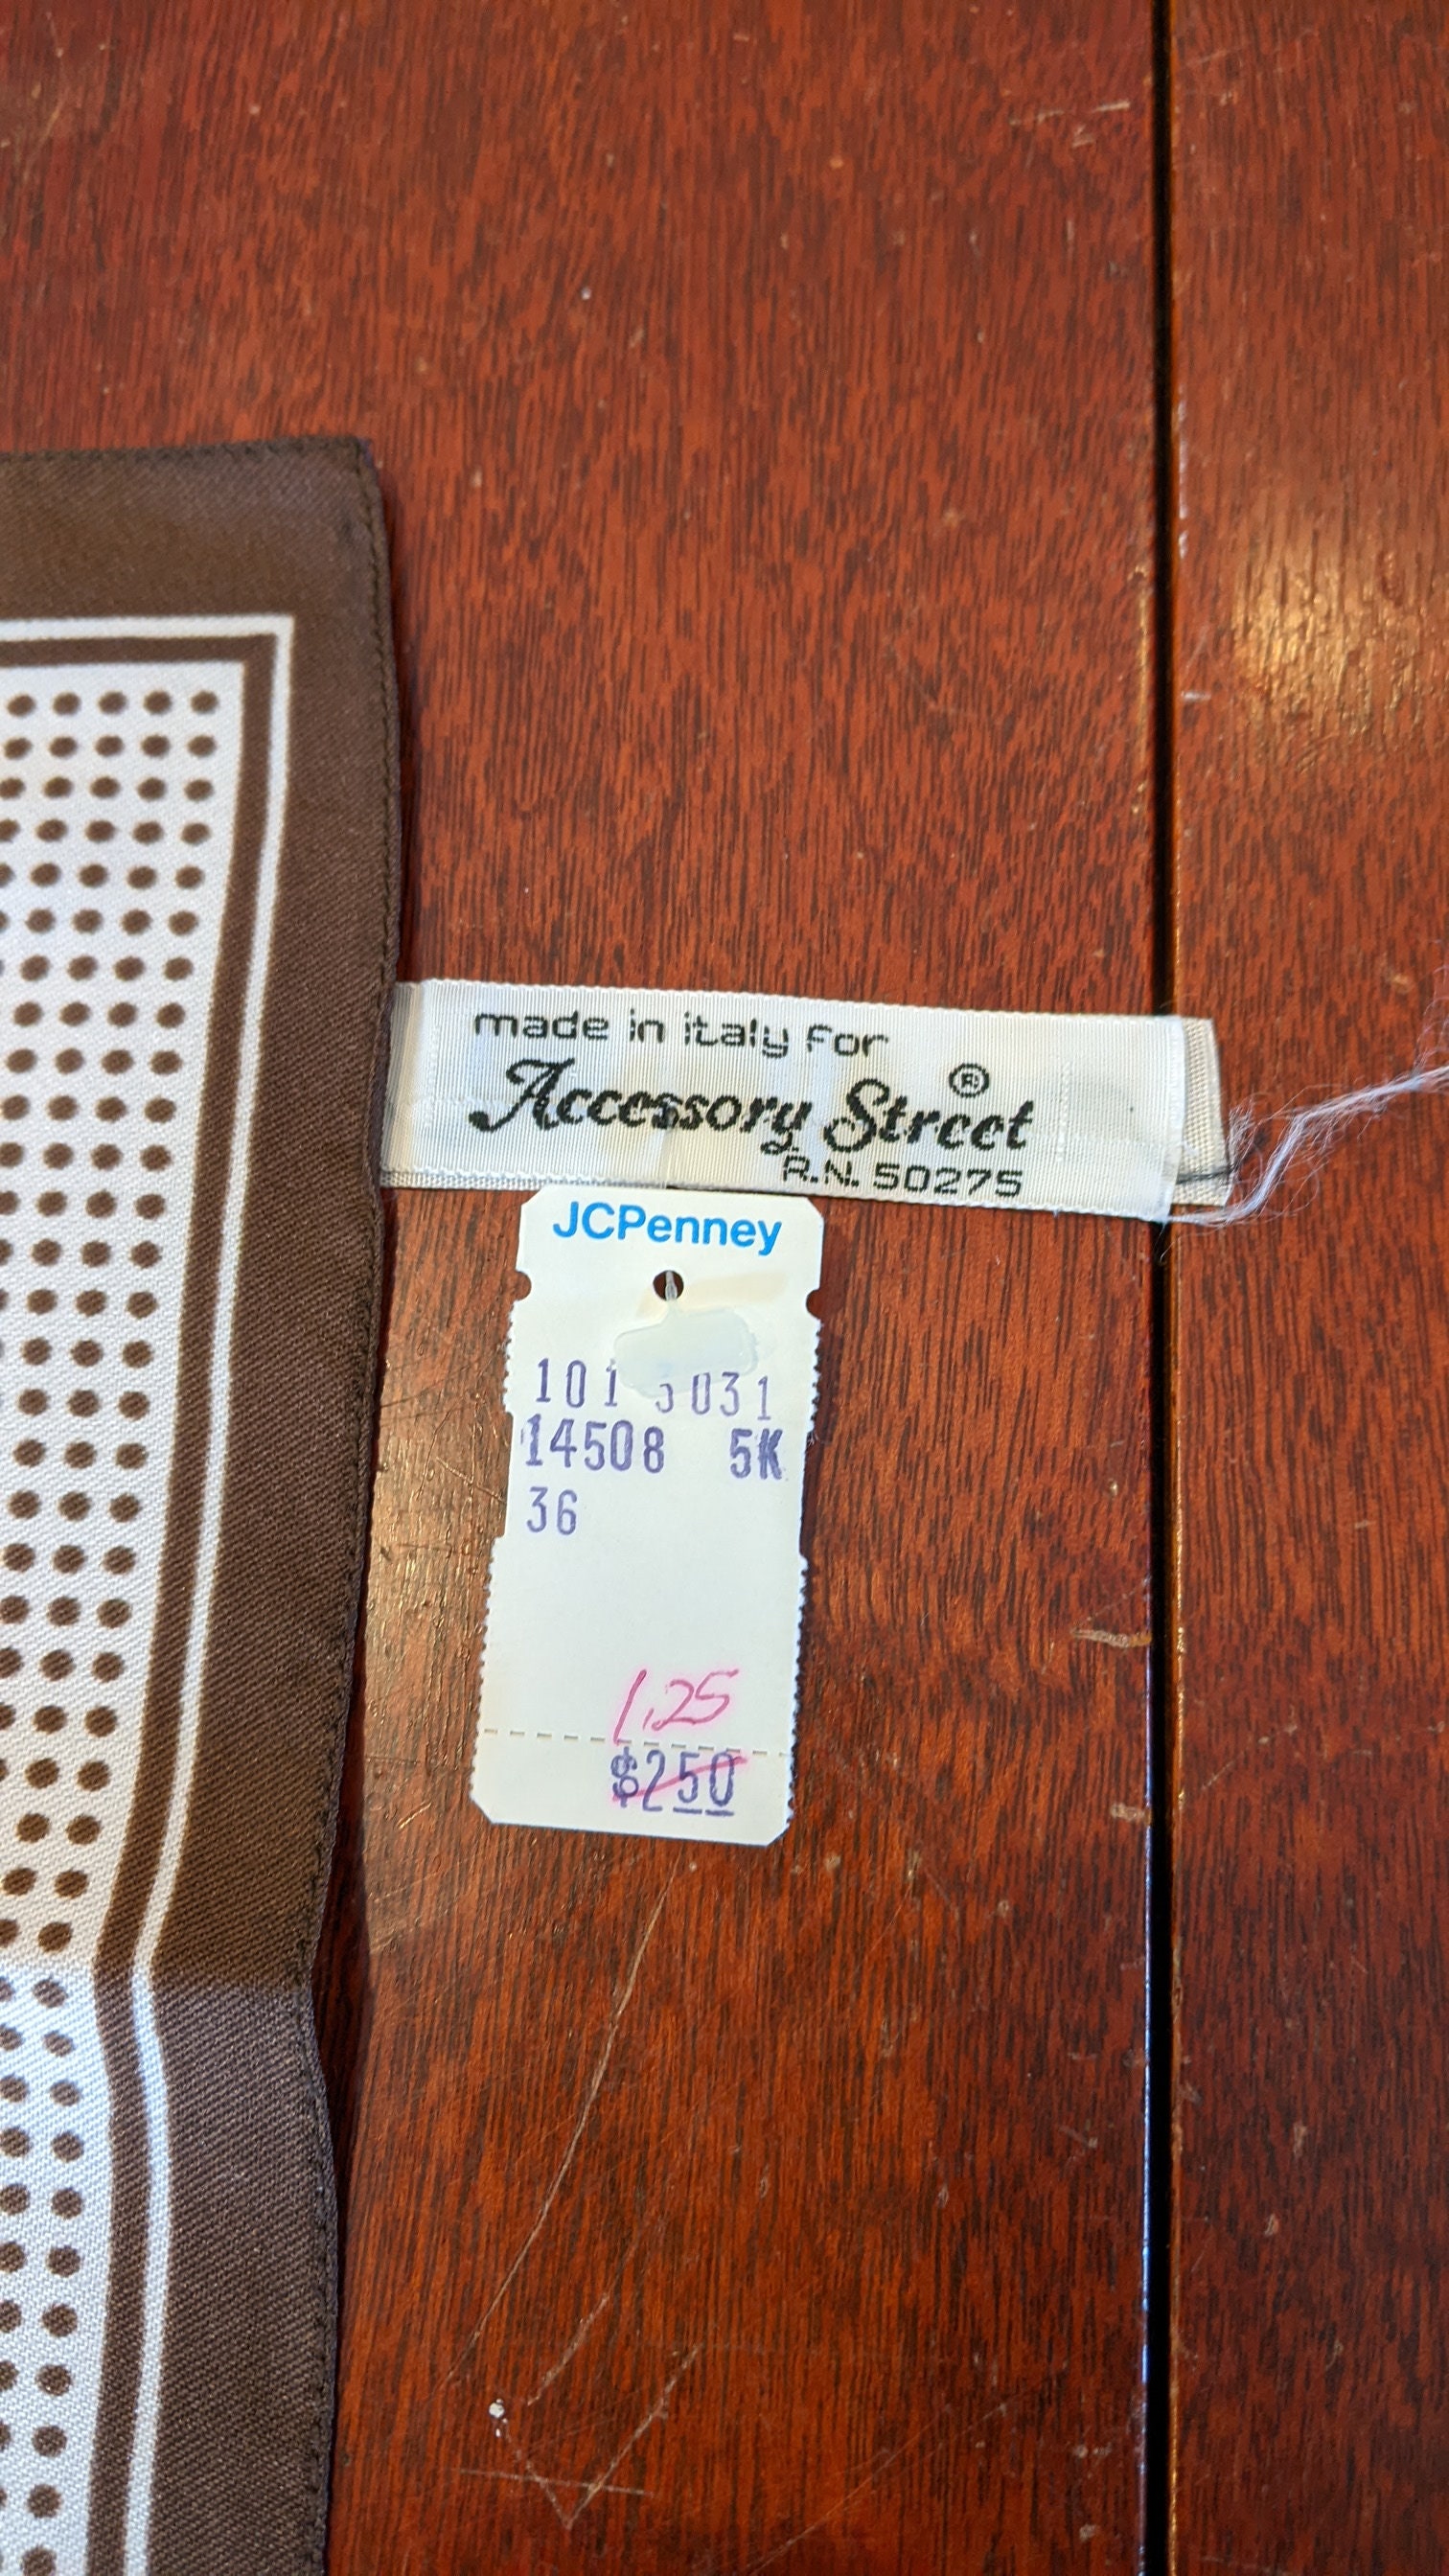 made in italy for
Accessory Street ®
R.N. 50275
JCPenney
101 3031
14508 5K
36
1.25
$250